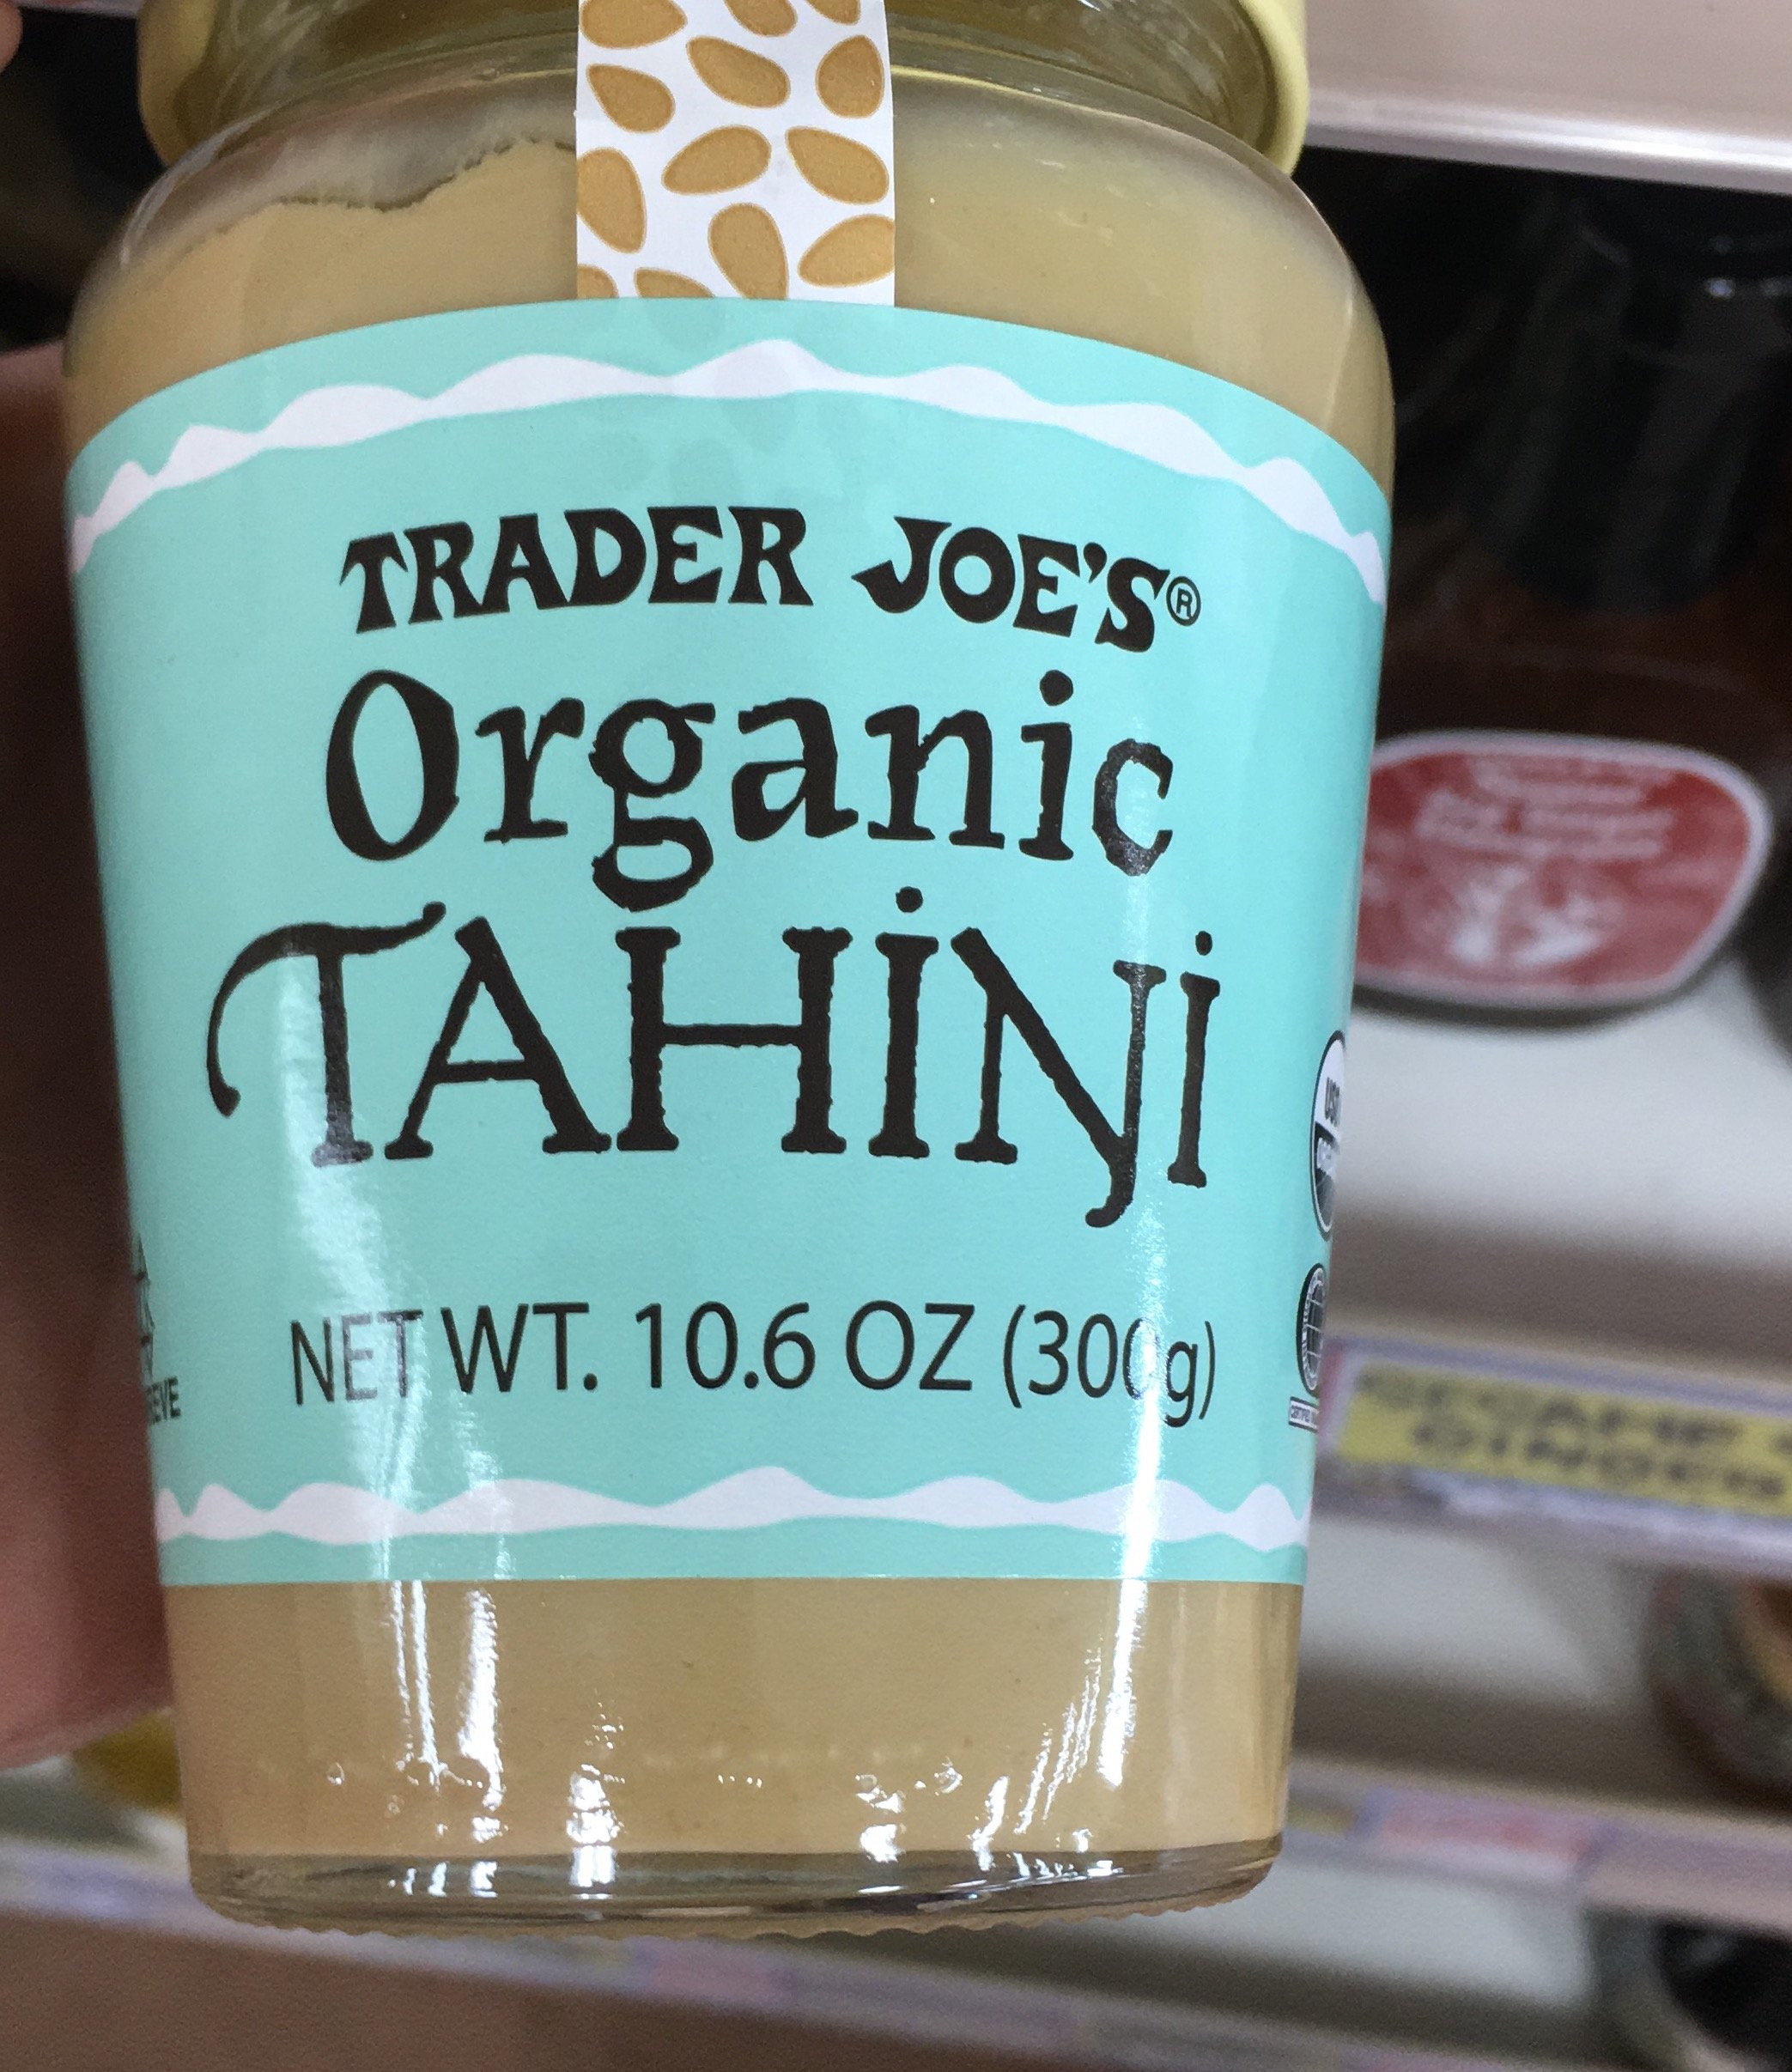 TRADER JOE'S®
Organic
TAHINI
NET WT. 10.6 OZ (300g)